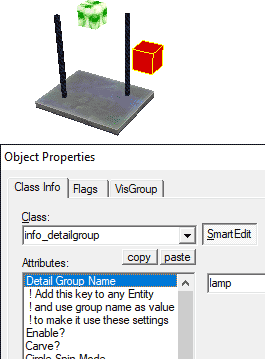 Object Properties
Class Info
Flags
VisGroup
Class:
info_detailgroup
SmartEdit
copy
paste
Attributes:
Detail Group Name
! Add this key to any Entity
! and use group name as value
! to make it use these settings
Enable?
Carve?
Circle Spin Mode
lamp